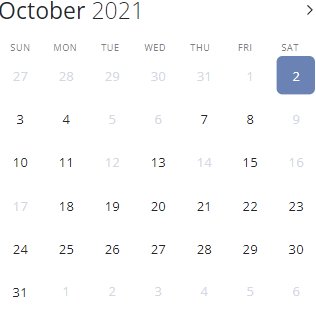 October 2021
SUN MON TUE WED THU FRI SAT
27 28 29 30 31 1 2
3 4 5 6 7 8 9
10 11 12 13 14 15 16
17 18 19 20 21 22 23
24 25 26 27 28 29 30
31 1 2 3 4 5 6